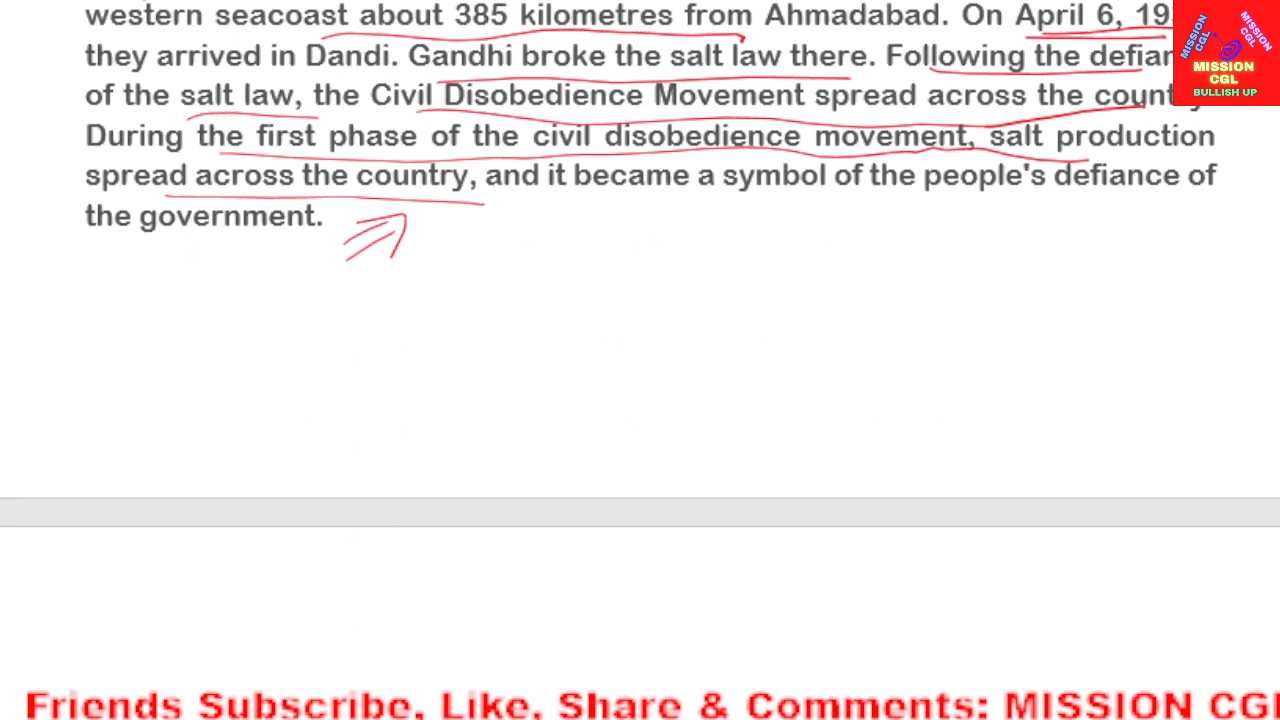 western seacoast about 385 kilometres from Ahmadabad. On April 6, 19
they arrived in Dandi. Gandhi broke the salt law there. Following the defian
of the salt law, the Civil Disobedience Movement spread across the count
During the first phase of the civil disobedience movement, salt production
spread across the country, and it became a symbol of the people's defiance of
the government.
MISSION CGL
MISSION CGL
MISSION
CGL
BULLISH UP
Friends Subscribe, Like, Share & Comments: MISSION CGL